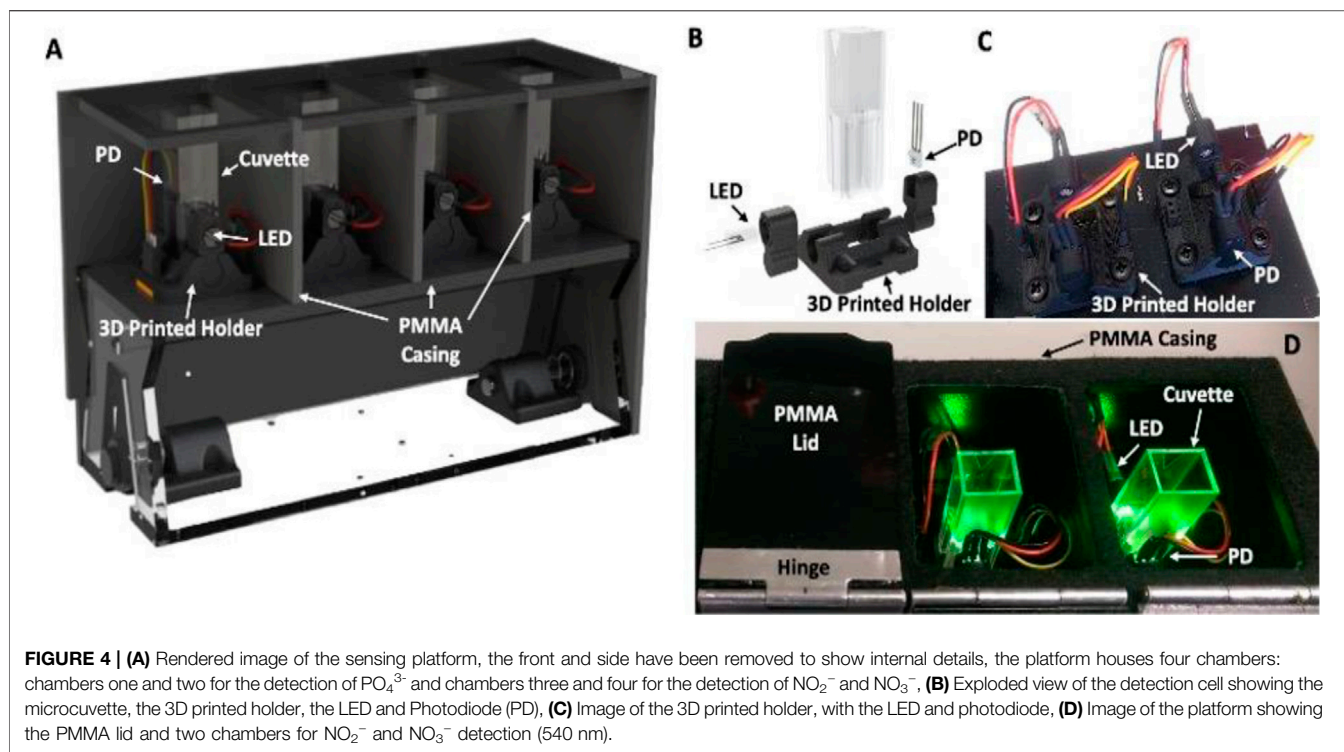 A
PD
Cuvette
LED
3D Printed Holder
PMMA
Casing
B
PD
LED
3D Printed Holder
C
LED
PD
3D Printed Holder
PMMA Casing
D
Cuvette
LED
PMMA
Lid
PD
Hinge
FIGURE 4 | (A) Rendered image of the sensing platform, the front and side have been removed to show internal details, the platform houses four chambers:
chambers one and two for the detection of PO₄³⁻ and chambers three and four for the detection of NO₂⁻ and NO₃⁻, (B) Exploded view of the detection cell showing the
microcuvette, the 3D printed holder, the LED and Photodiode (PD), (C) Image of the 3D printed holder, with the LED and photodiode, (D) Image of the platform showing
the PMMA lid and two chambers for NO₂⁻ and NO₃⁻ detection (540 nm).